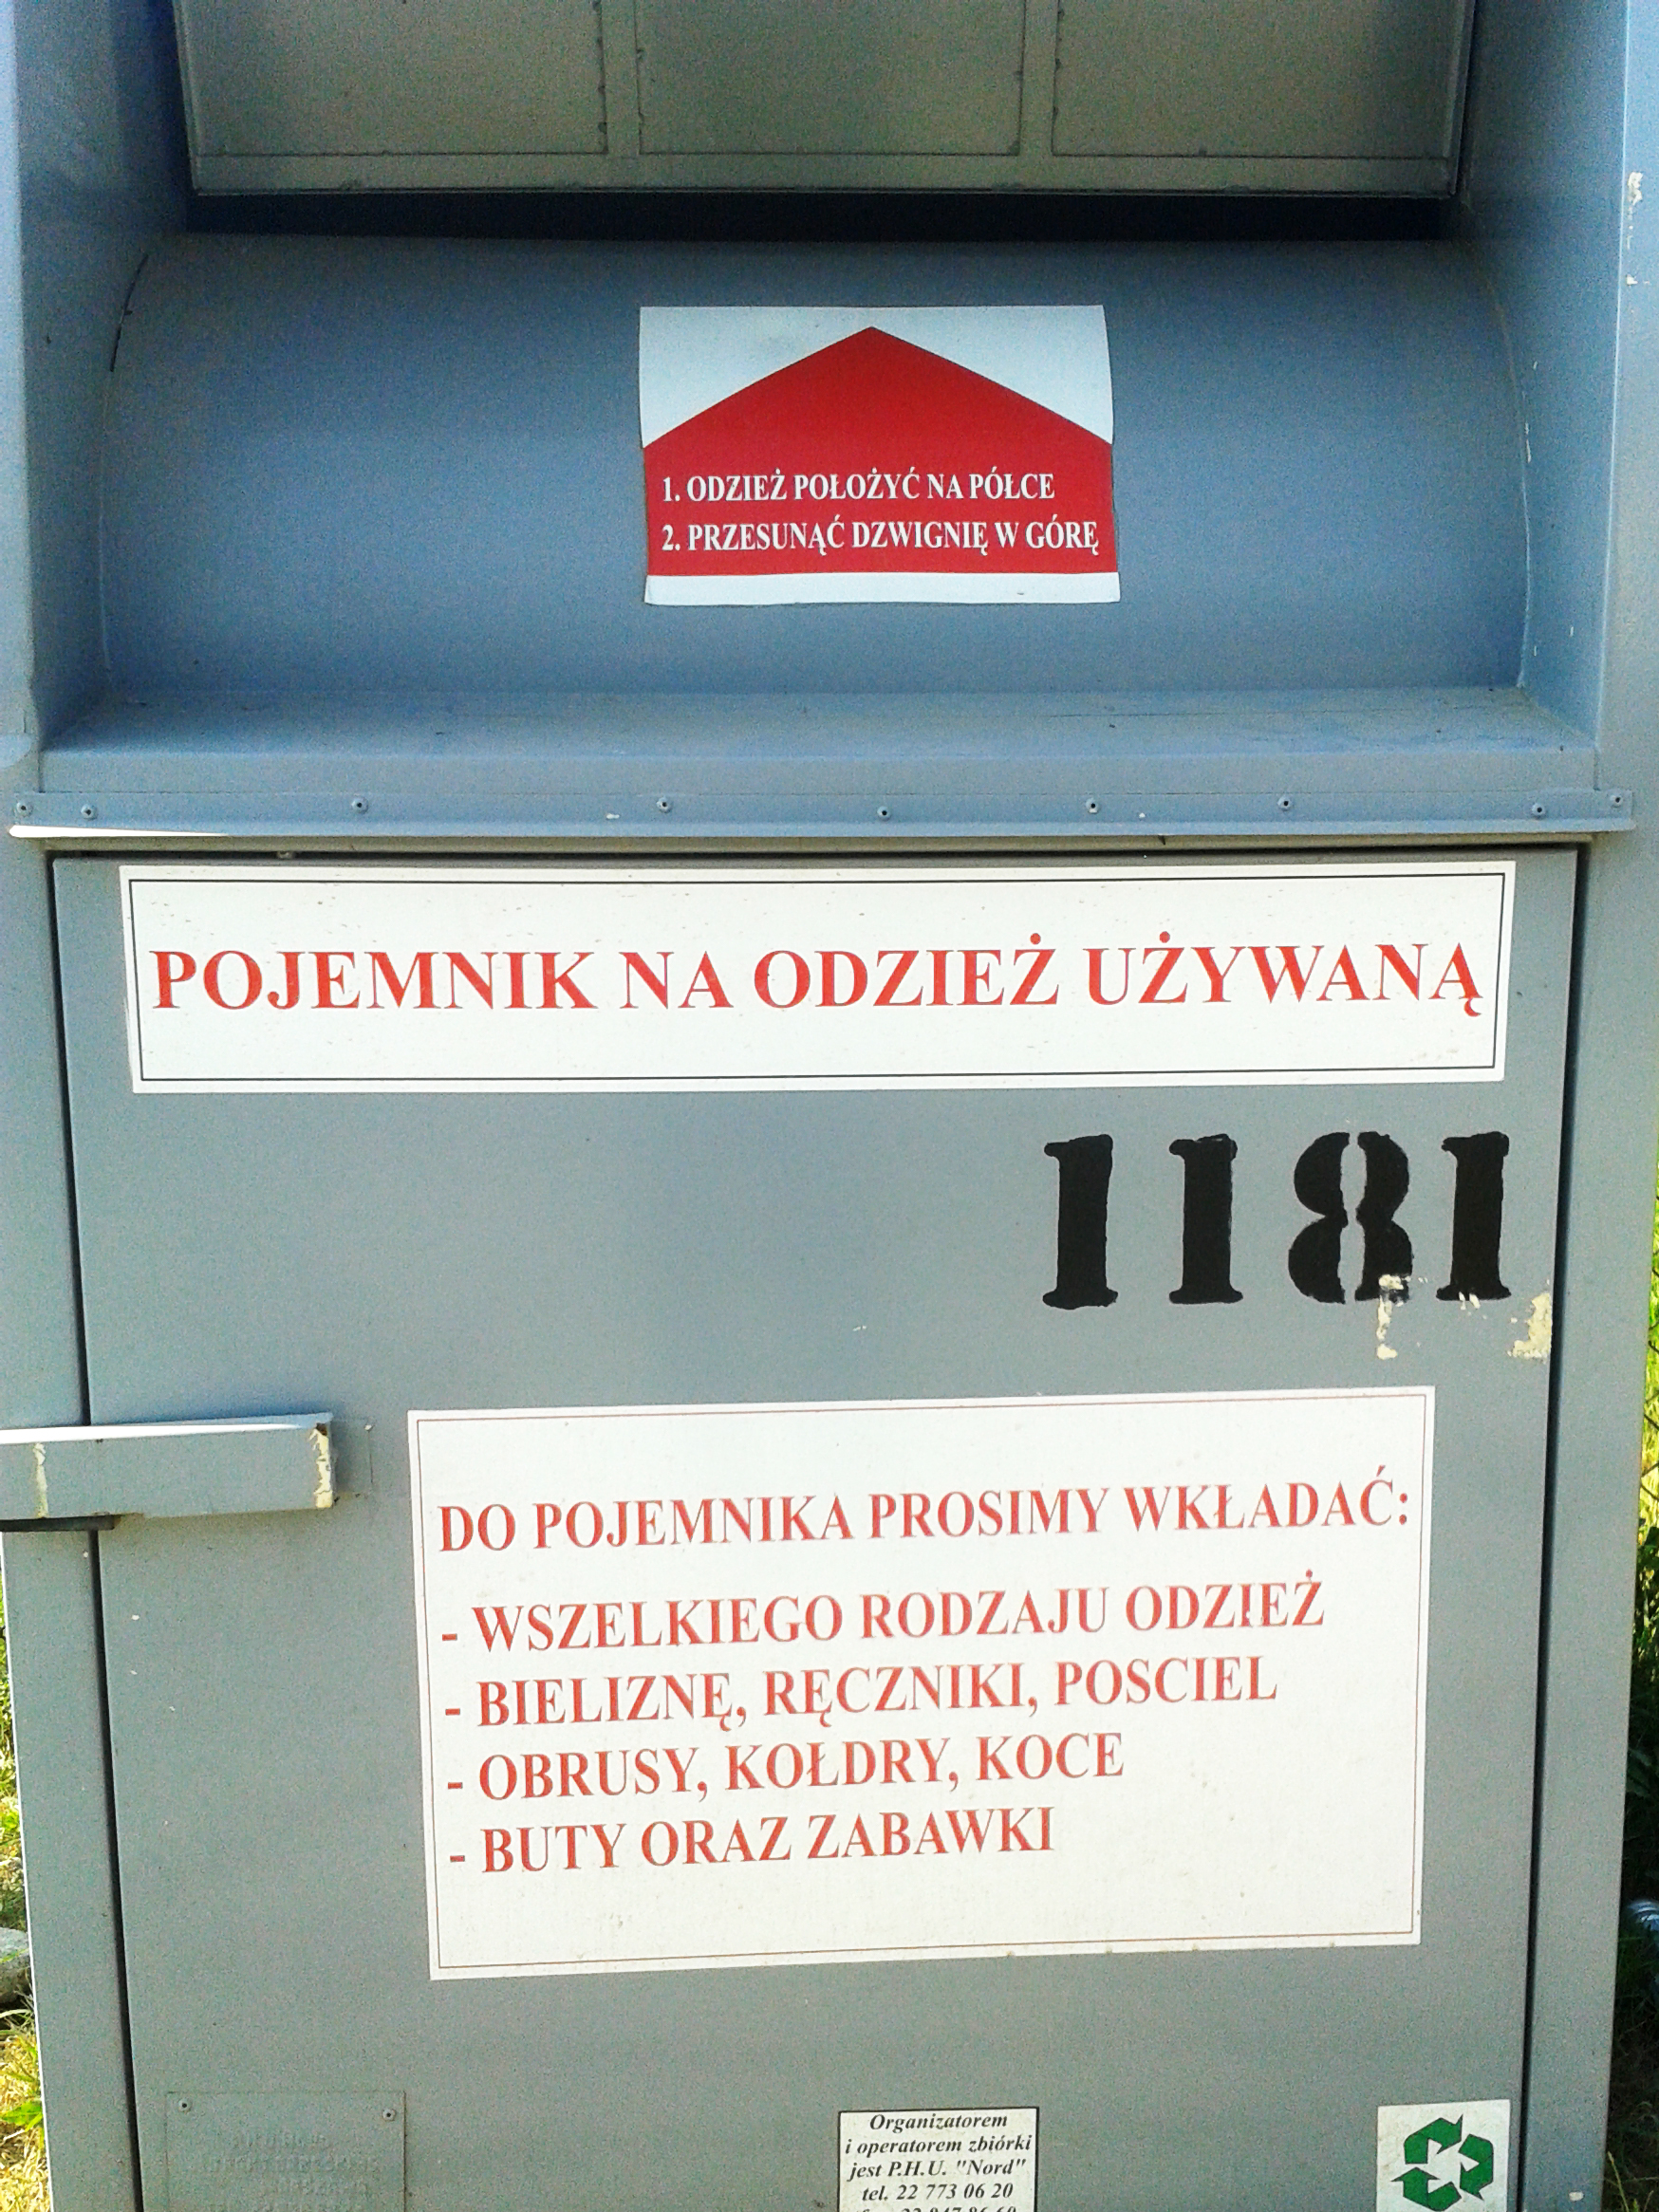 1. ODZIEŻ POŁOŻYĆ NA PÓŁCE
2. PRZESUNĄĆ DZWIGNIĘ W GÓRĘ
POJEMNIK NA ODZIEŻ UŻYWANĄ
1181
DO POJEMNIKA PROSIMY WKŁADAĆ:
- WSZELKIEGO RODZAJU ODZIEŻ
- BIELIZNĘ, RĘCZNIKI, POSCIEL
- OBRUSY, KOŁDRY, KOCE
- BUTY ORAZ ZABAWKI
Organizatorem
i operatorem zbiórki
jest P.H.U. "Nord"
tel. 22 773 06 20